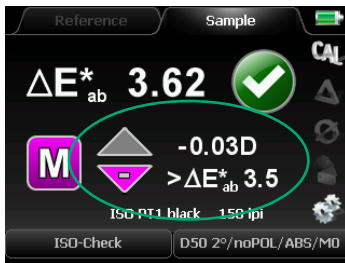 Reference
Sample
CAL
ΔE*ab 3.62
M
-0.03D
>ΔE*ab 3.5
ISO PT1 black 150 lpi
ISO-Check
D50 2°/noPOL/ABS/M0